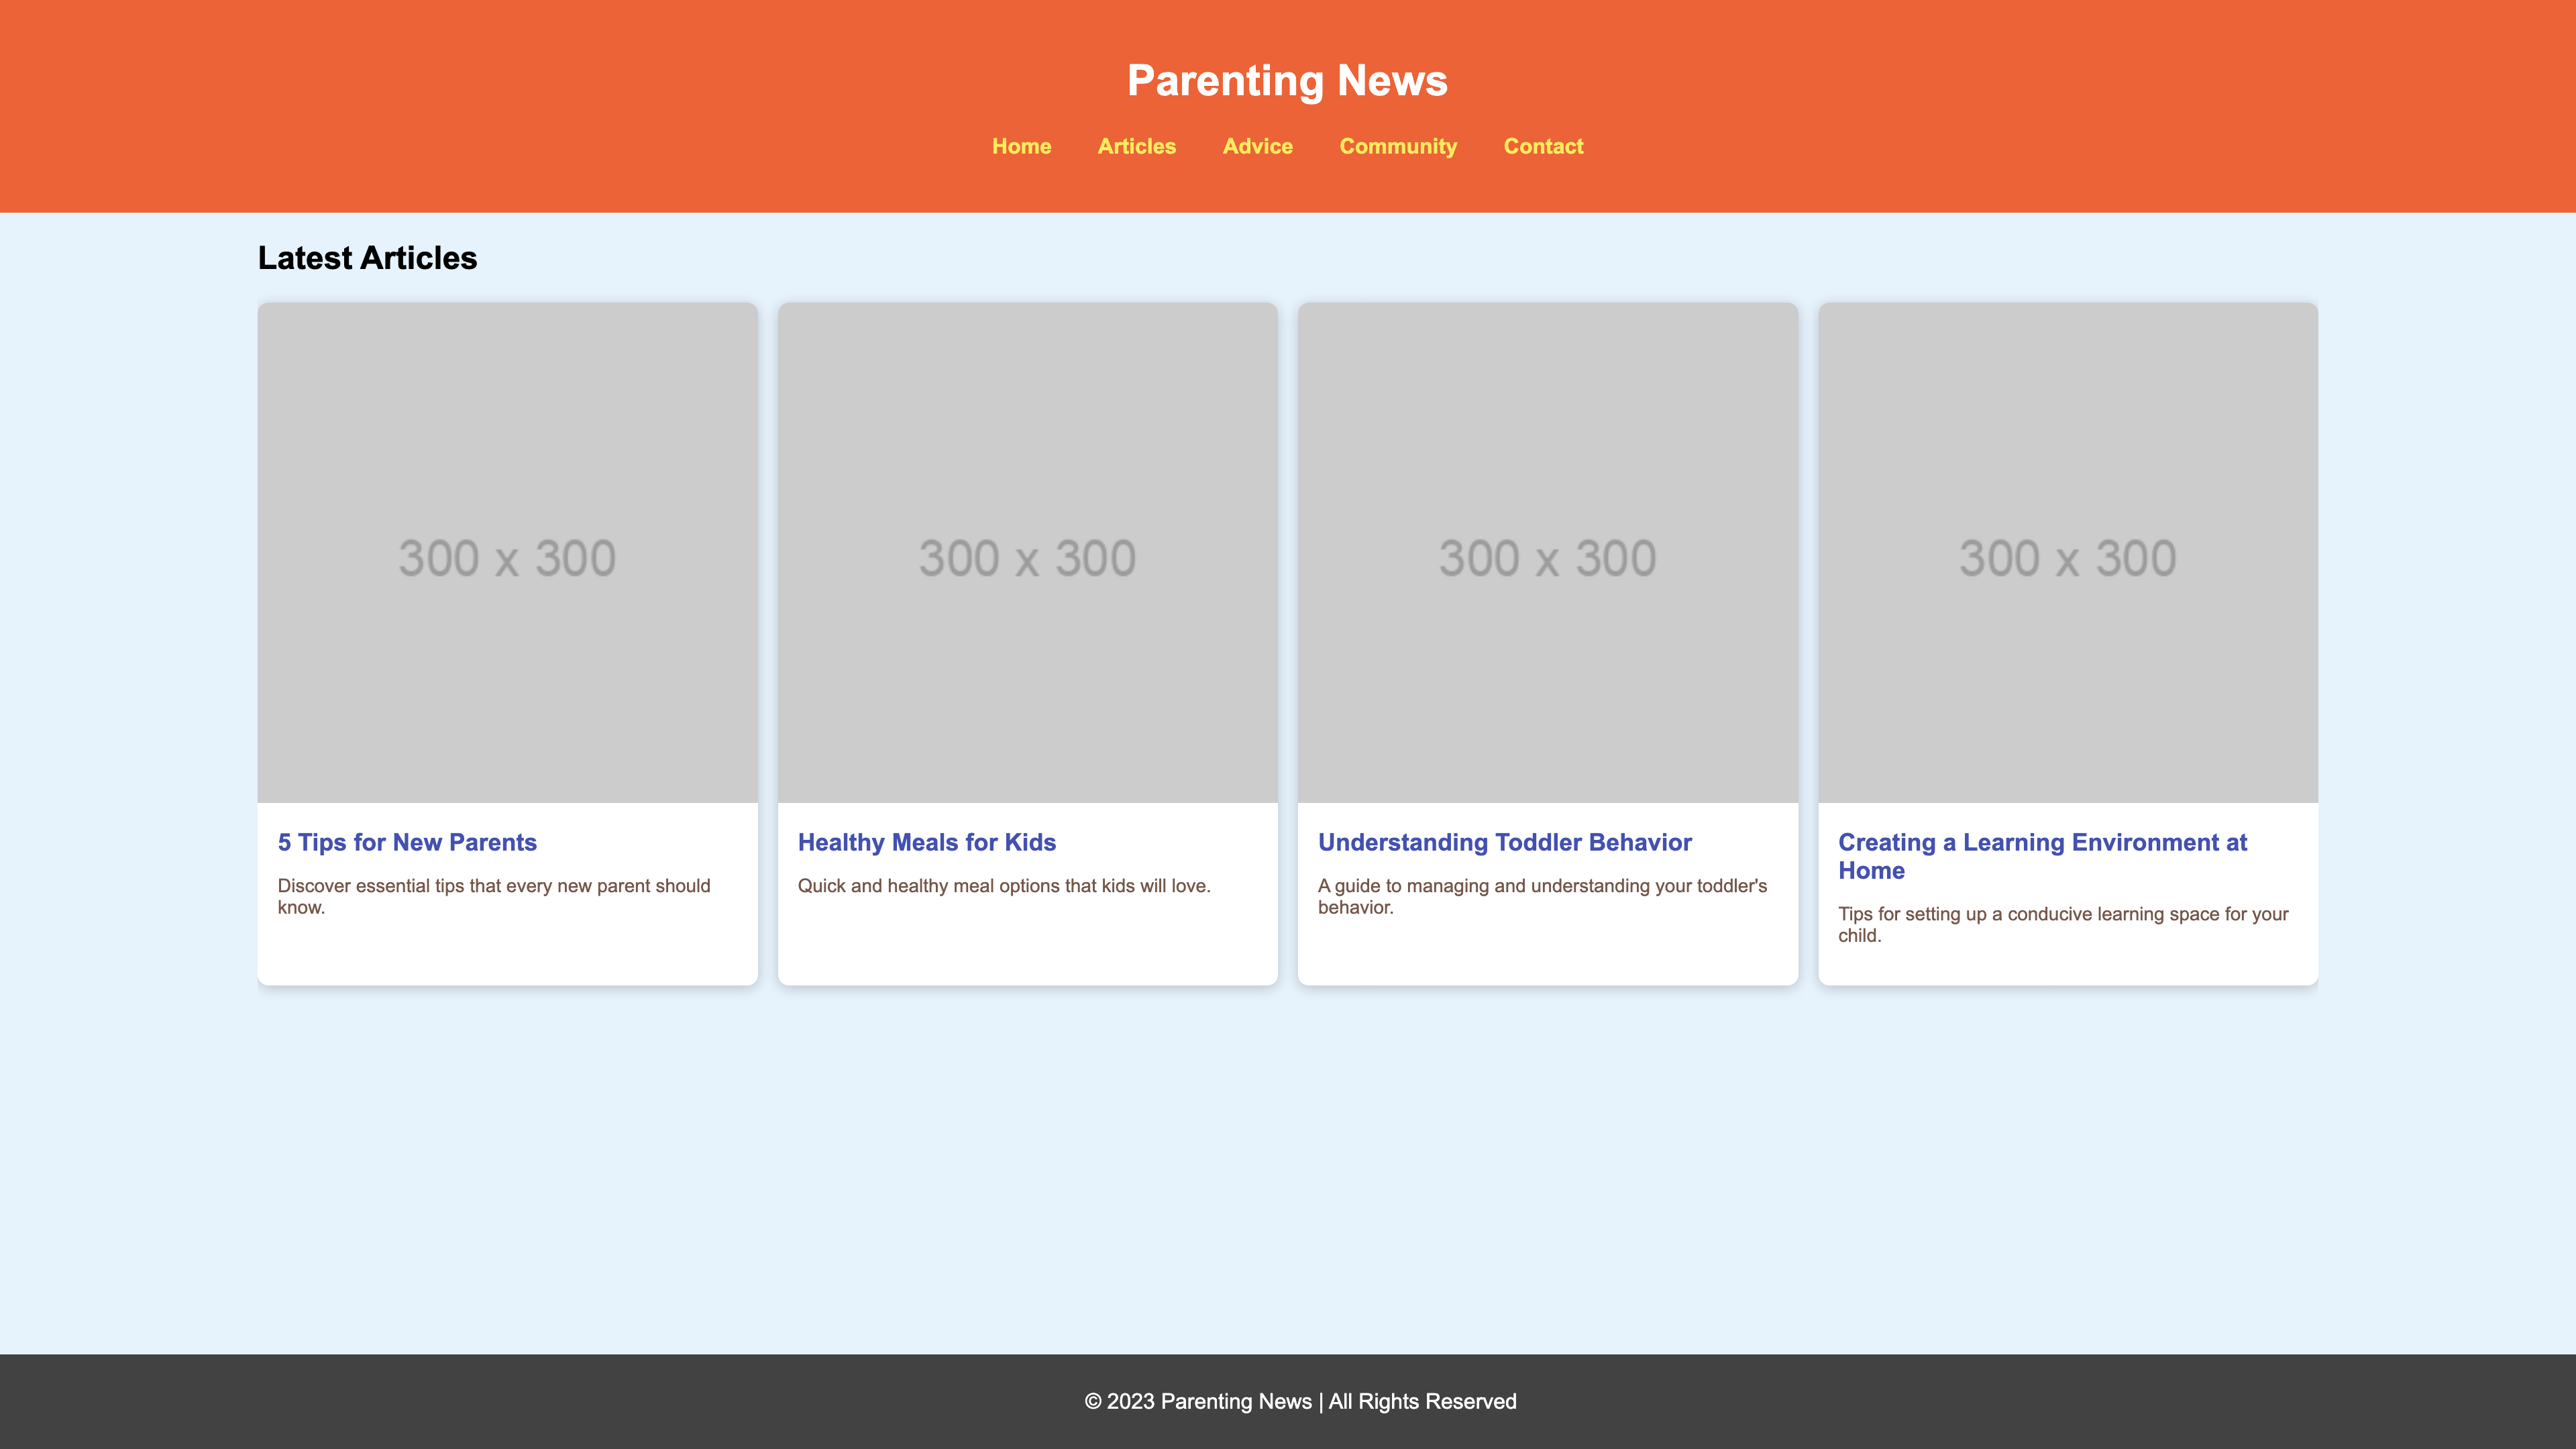 Parenting News
Home Articles Advice Community Contact
Latest Articles
300 x 300
300 x 300
300 x 300
300 x 300
5 Tips for New Parents
Discover essential tips that every new parent should
know.
Healthy Meals for Kids
Quick and healthy meal options that kids will love.
Understanding Toddler Behavior
A guide to managing and understanding your toddler's
behavior.
Creating a Learning Environment at
Home
Tips for setting up a conducive learning space for your
child.
© 2023 Parenting News | All Rights Reserved